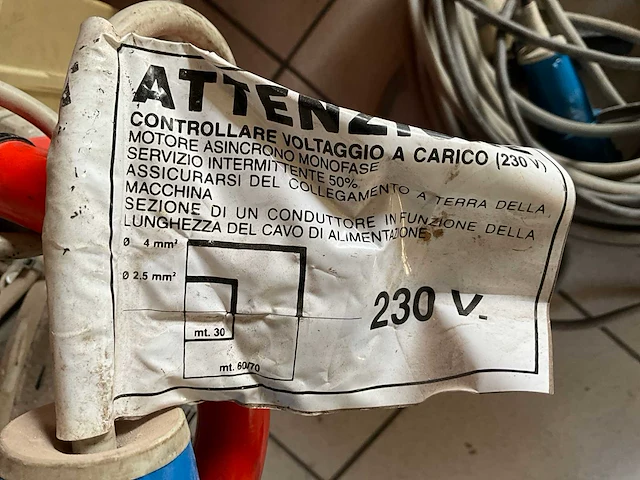 ATTENZIONE
CONTROLLARE VOLTAGGIO A CARICO (230 V)
MOTORE ASINCRONO MONOFASE
SERVIZIO INTERMITTENTE 50%
ASSICURARSI DEL COLLEGAMENTO A TERRA DELLA
MACCHINA
SEZIONE DI UN CONDUTTORE IN FUNZIONE DELLA
LUNGHEZZA DEL CAVO DI ALIMENTAZIONE
Ø 4 mm²
Ø 2.5 mm²
230 V.
mt. 30
mt. 60/70